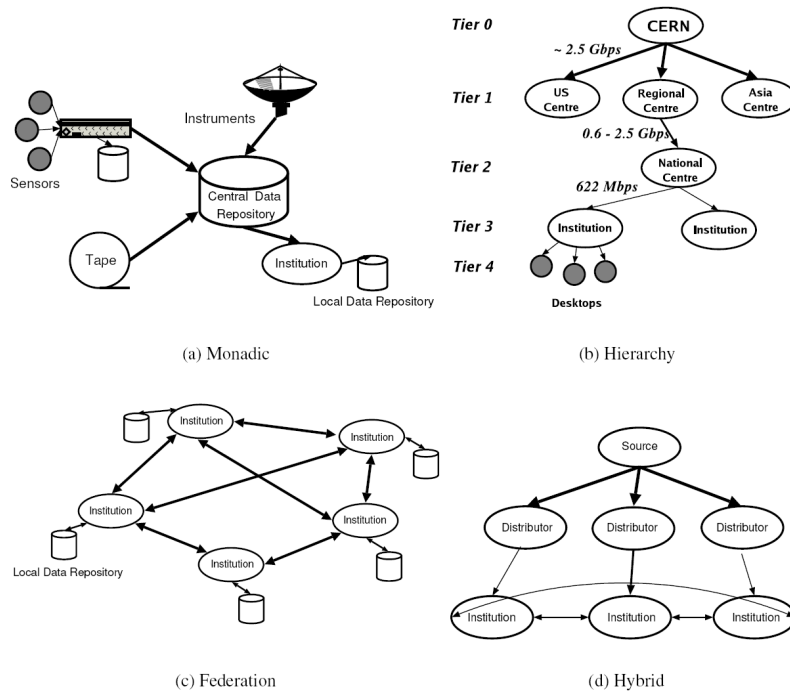 Instruments
Sensors
Central Data
Repository
Tape
Institution
Local Data Repository
(a) Monadic
Tier 0
CERN
~ 2.5 Gbps
Tier 1
US
Centre
Regional
Centre
Asia
Centre
0.6 - 2.5 Gbps
Tier 2
National
Centre
622 Mbps
Tier 3
Institution
Institution
Tier 4
Desktops
(b) Hierarchy
Institution
Institution
Institution
Institution
Local Data Repository
Institution
(c) Federation
Source
Distributor
Distributor
Distributor
Institution
Institution
Institution
(d) Hybrid